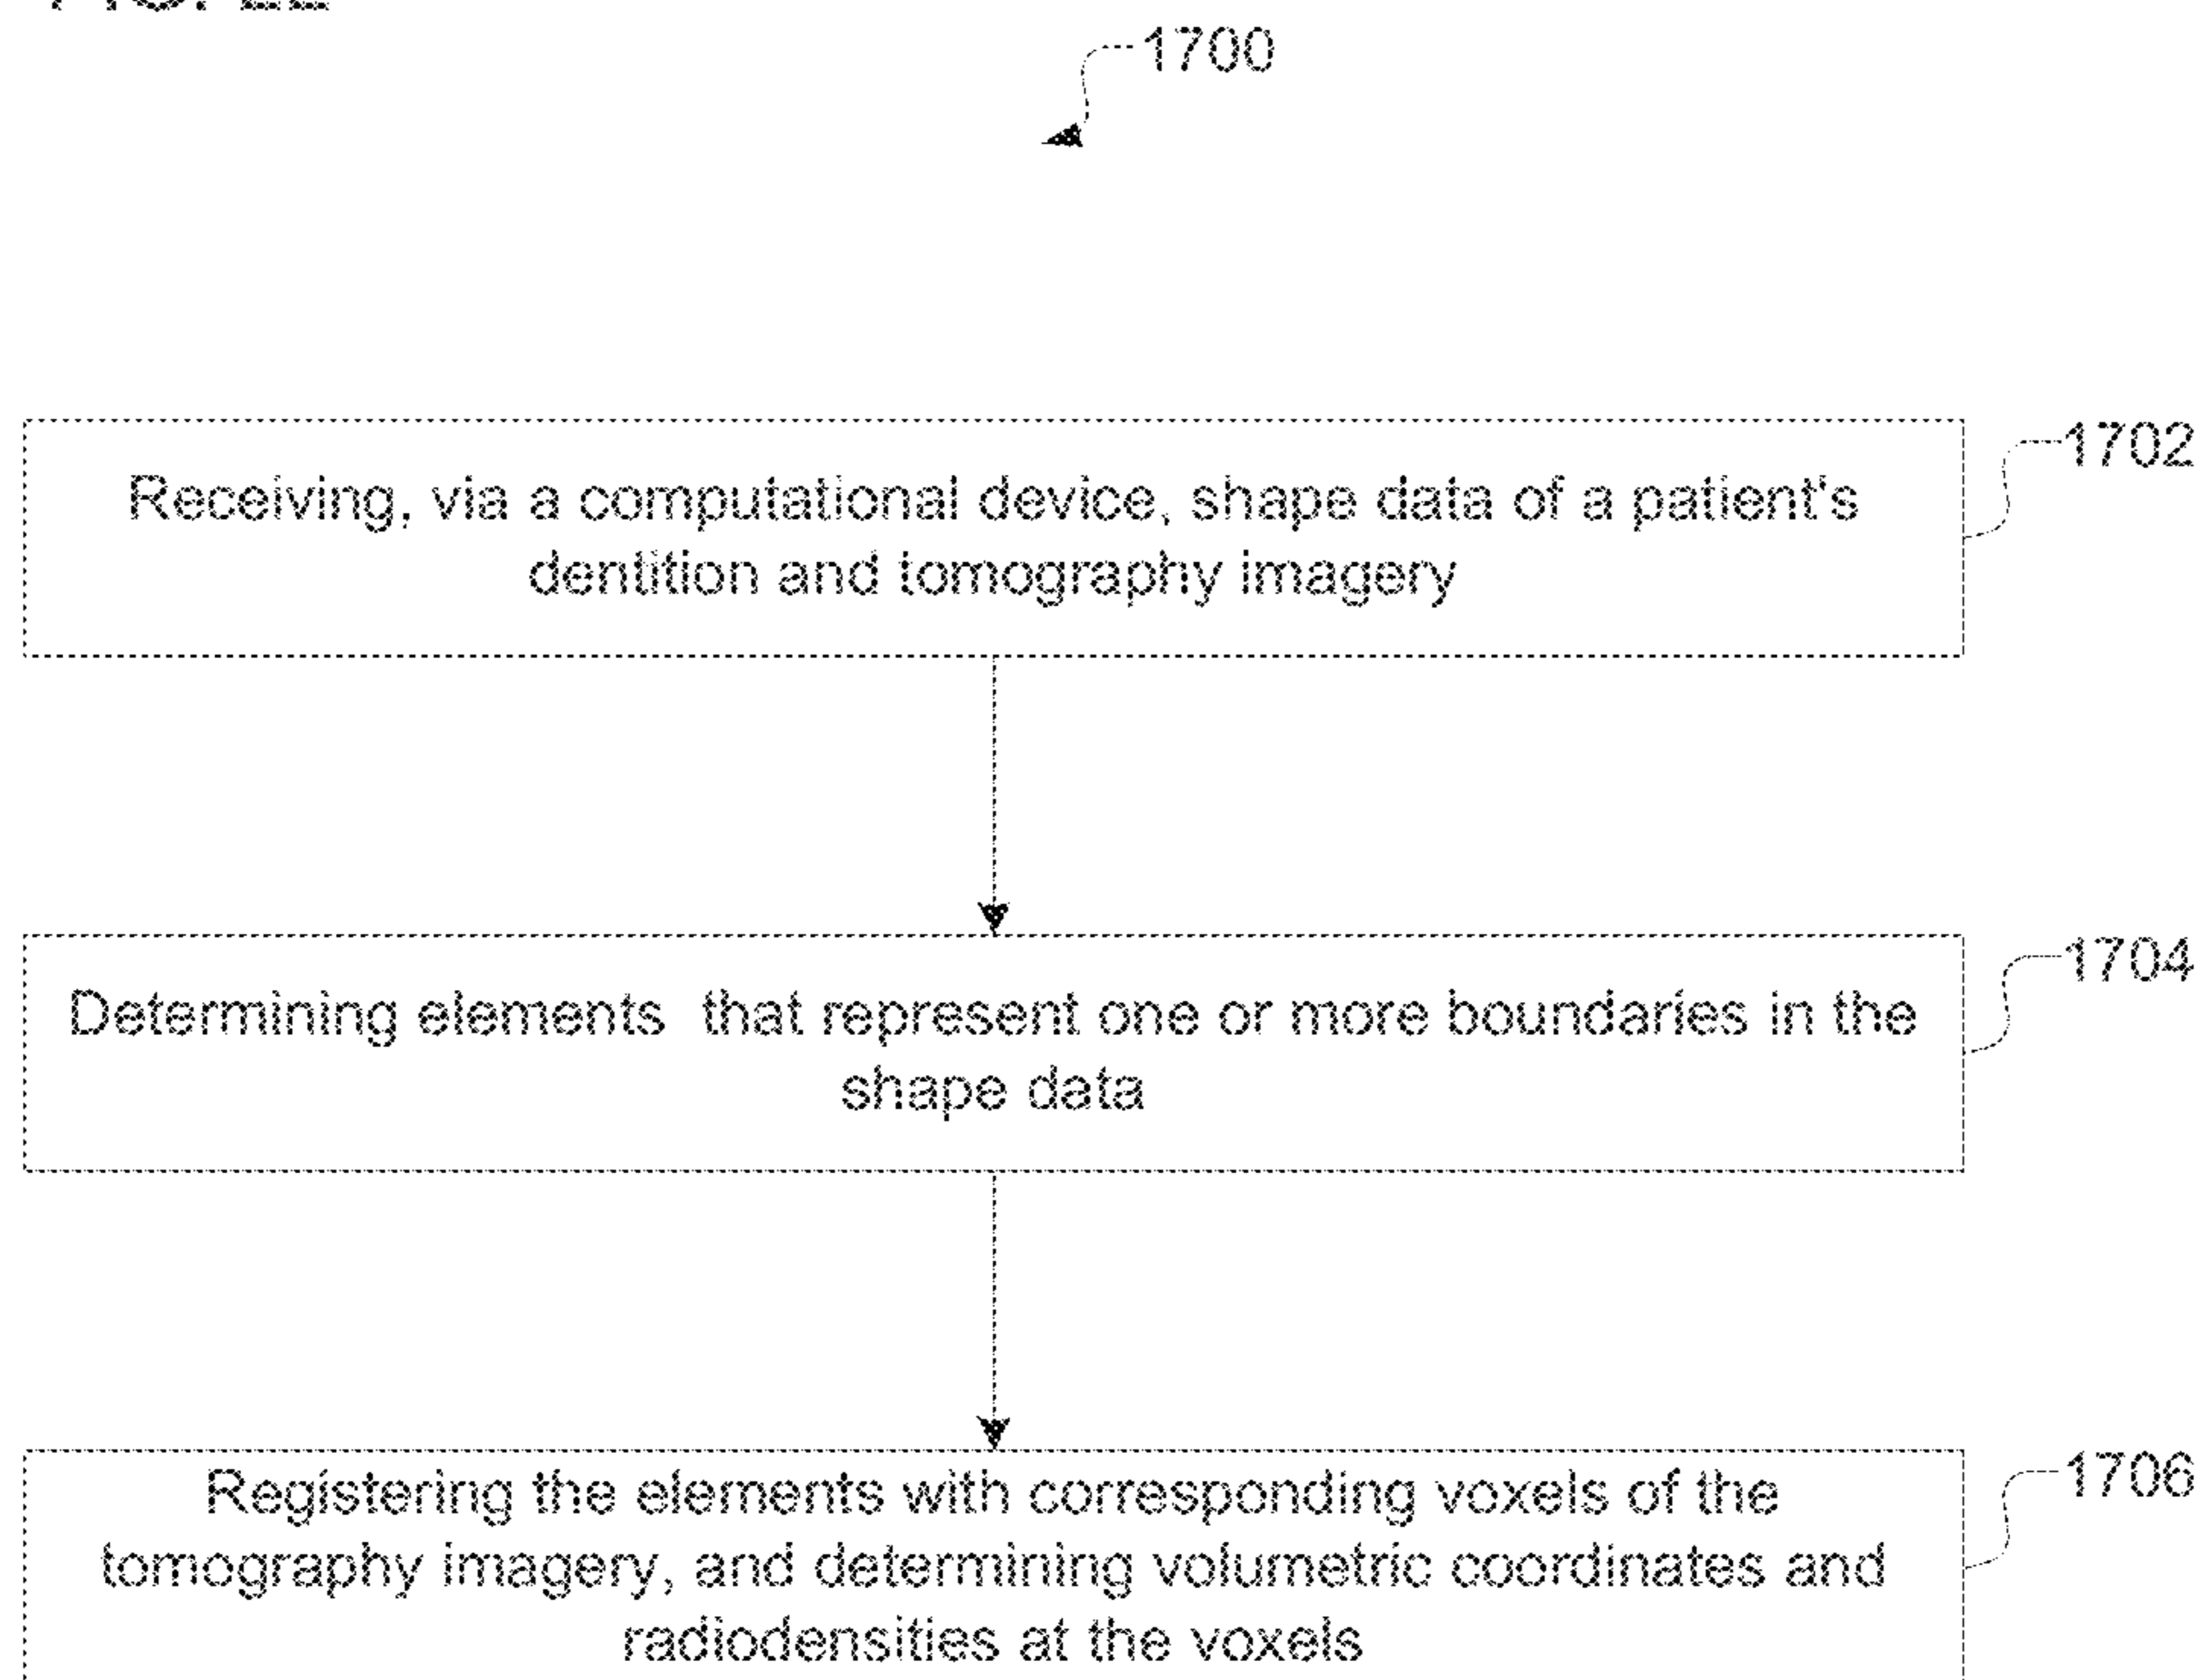 1700
1702
Receiving, via a computational device, shape data of a patient's
dentition and tomography imagery
1704
Determining elements that represent one or more boundaries in the
shape data
1706
Registering the elements with corresponding voxels of the
tomography imagery, and determining volumetric coordinates and
radiodensities at the voxels